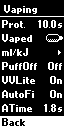 Vaping
Prot. 10.0s
Vaped
ml/kJ
PuffOff Off
VVLite On
AutoFi On
ATime 1.8s
Back